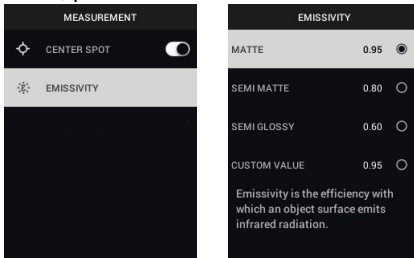 MEASUREMENT
CENTER SPOT
EMISSIVITY
EMISSIVITY
MATTE 0.95
SEMI MATTE 0.80
SEMI GLOSSY 0.60
CUSTOM VALUE 0.95
Emissivity is the efficiency with
which an object surface emits
infrared radiation.